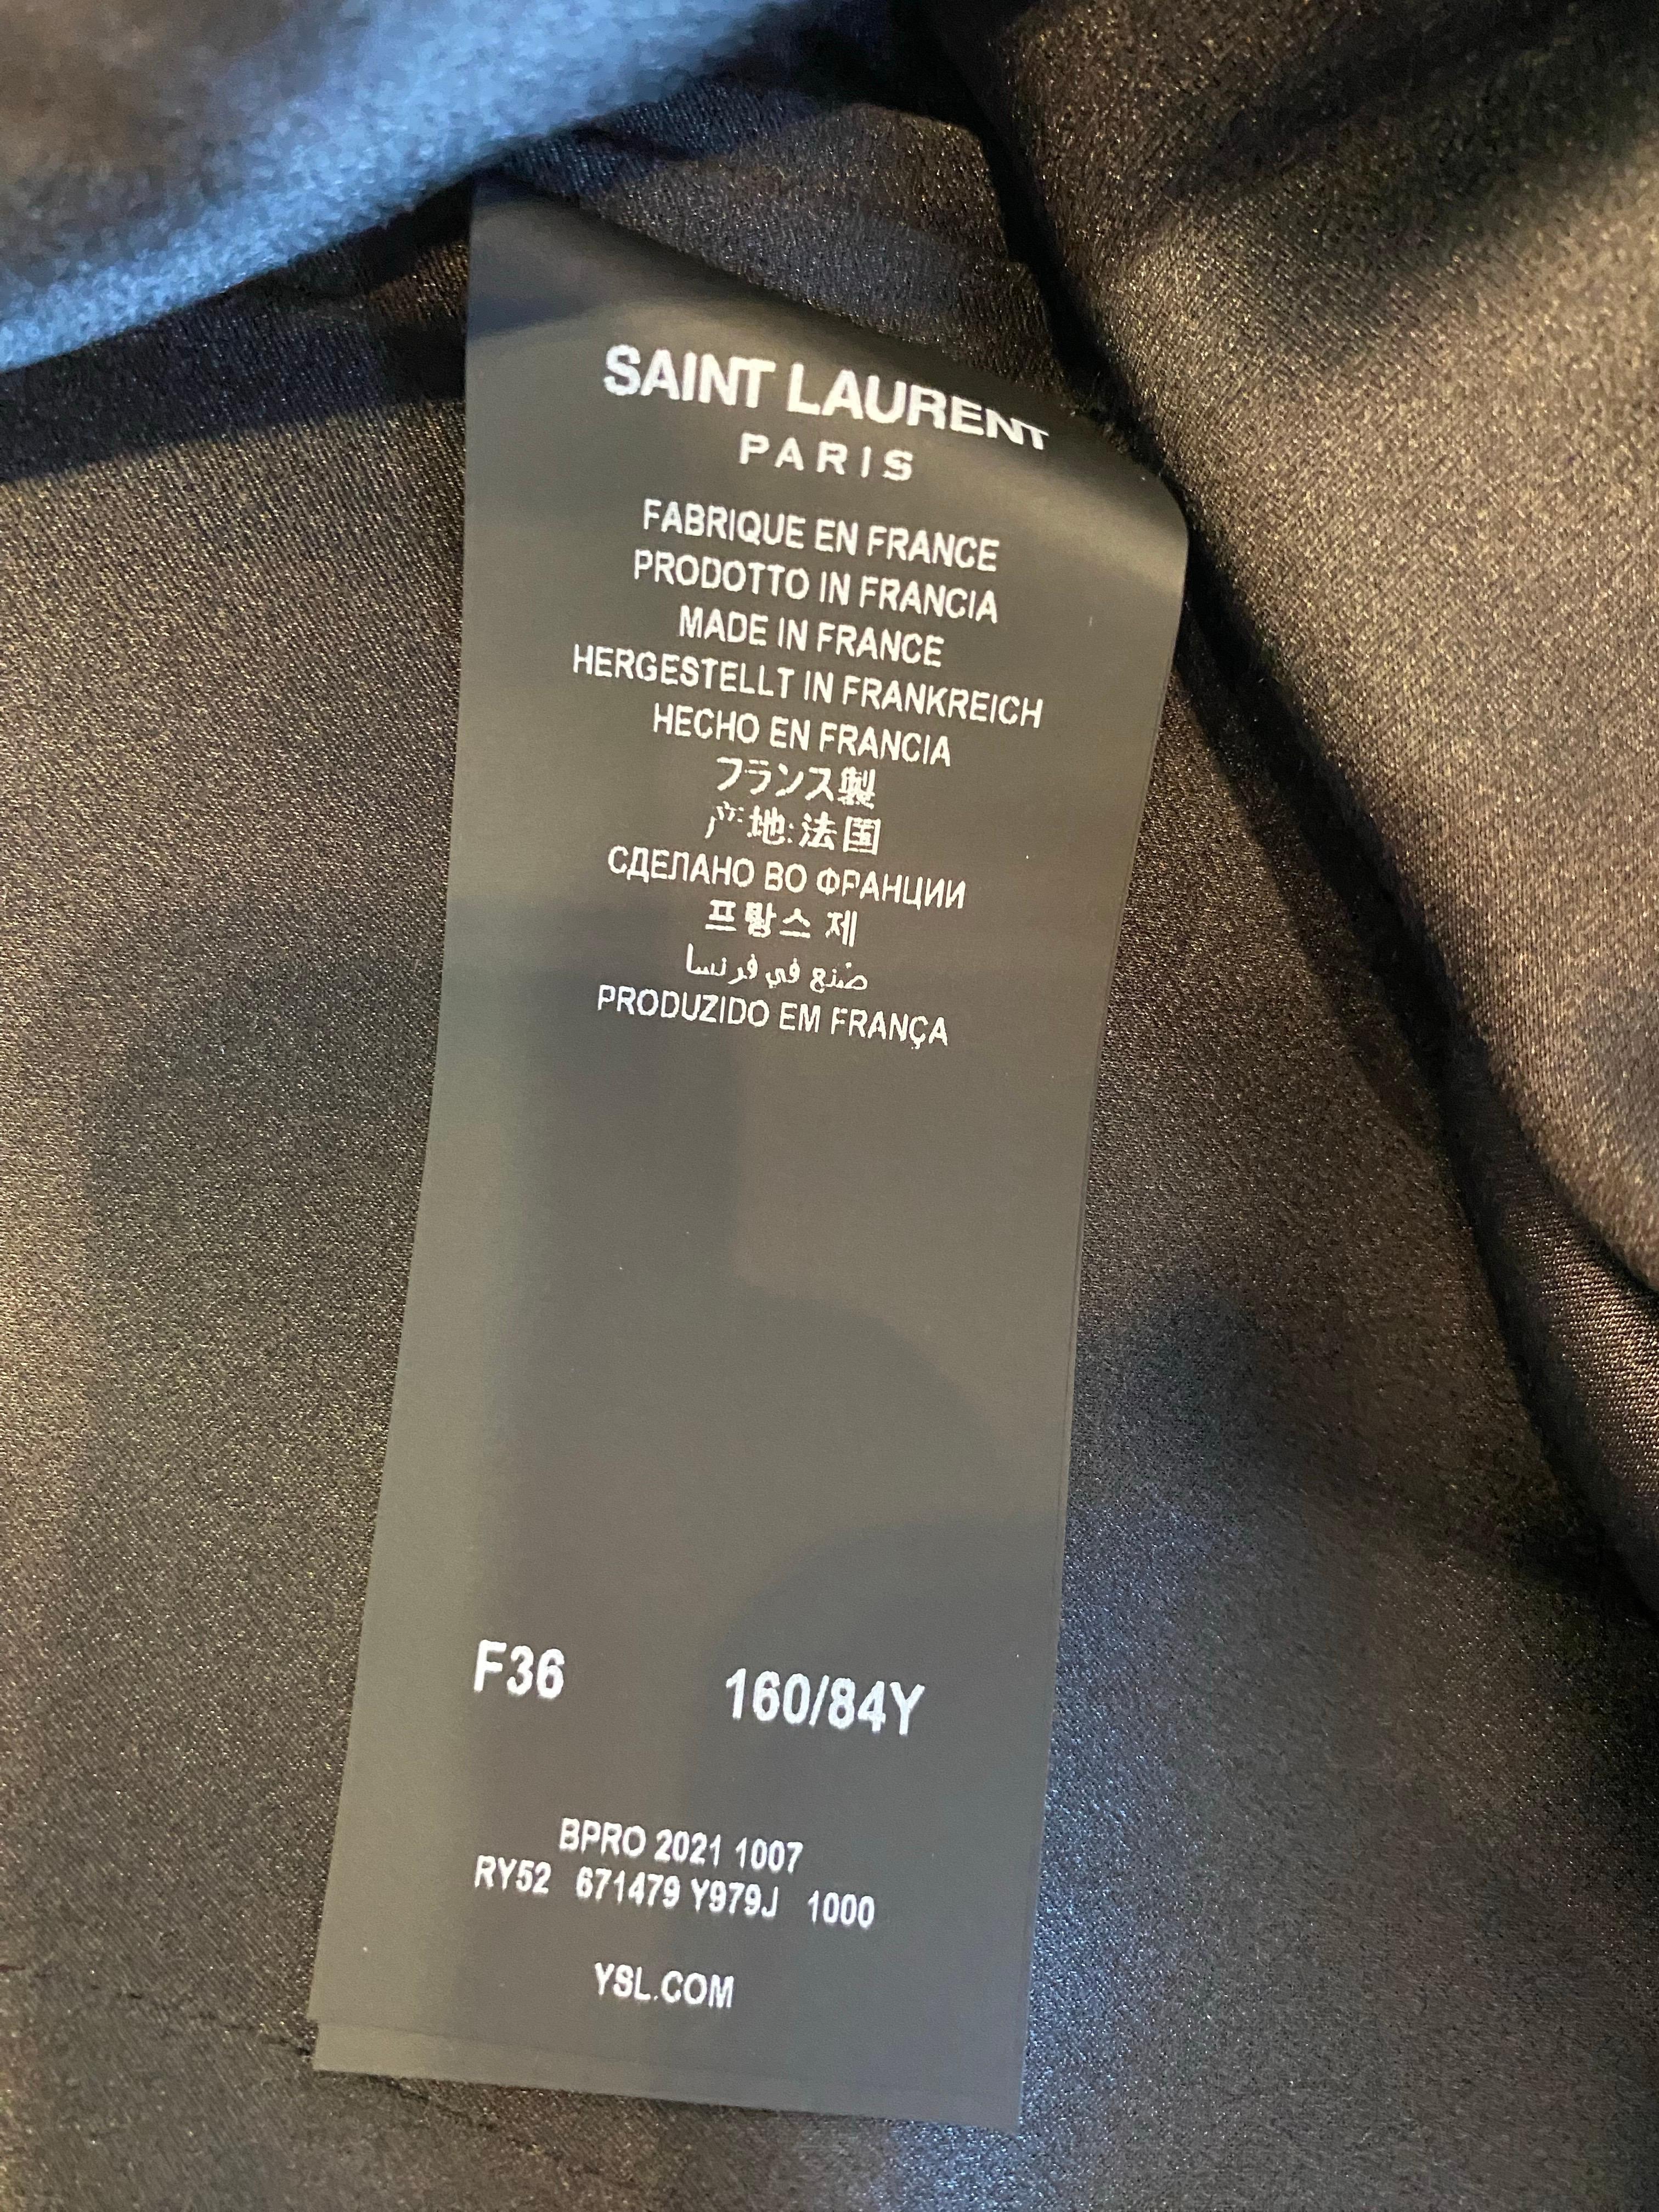 SAINT LAURENT
PARIS
FABRIQUE EN FRANCE
PRODOTTO IN FRANCIA
MADE IN FRANCE
HERGESTELLT IN FRANKREICH
HECHO EN FRANCIA
フランス製
产地:法国
СДЕЛАНО ВО ФРАНЦИИ
프랑스 제
صنع في فرنسا
PRODUZIDO EM FRANÇA
F36 160/84Y
BPRO 2021 1007
RY52 671479 Y979J 1000
YSL.COM